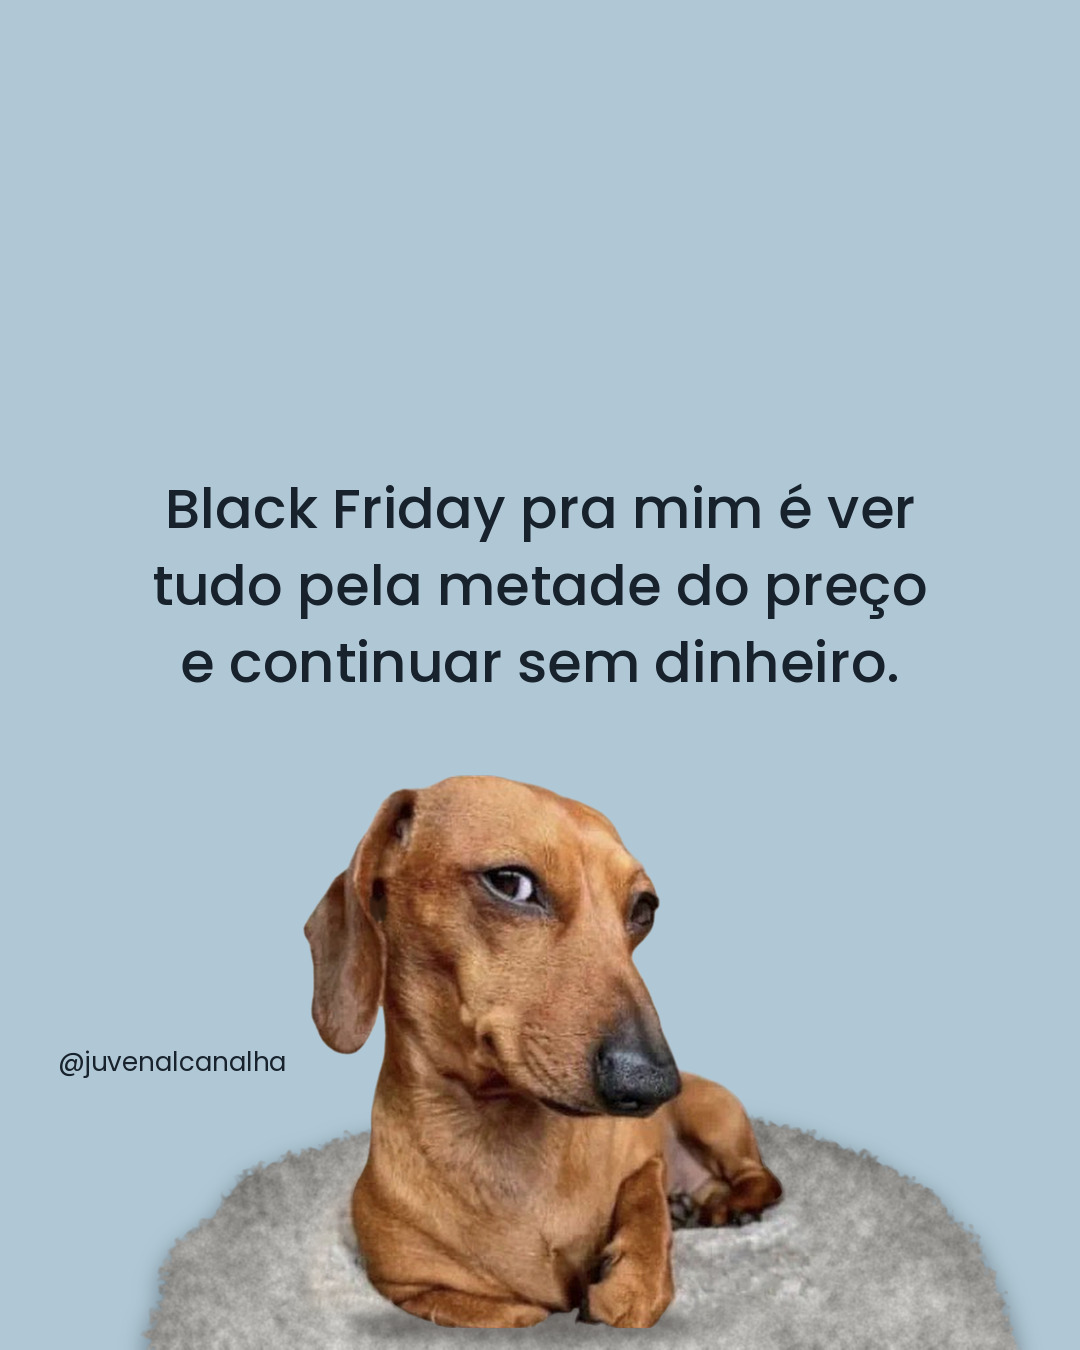 Black Friday pra mim é ver
tudo pela metade do preço
e continuar sem dinheiro.
@juvenalcanalha